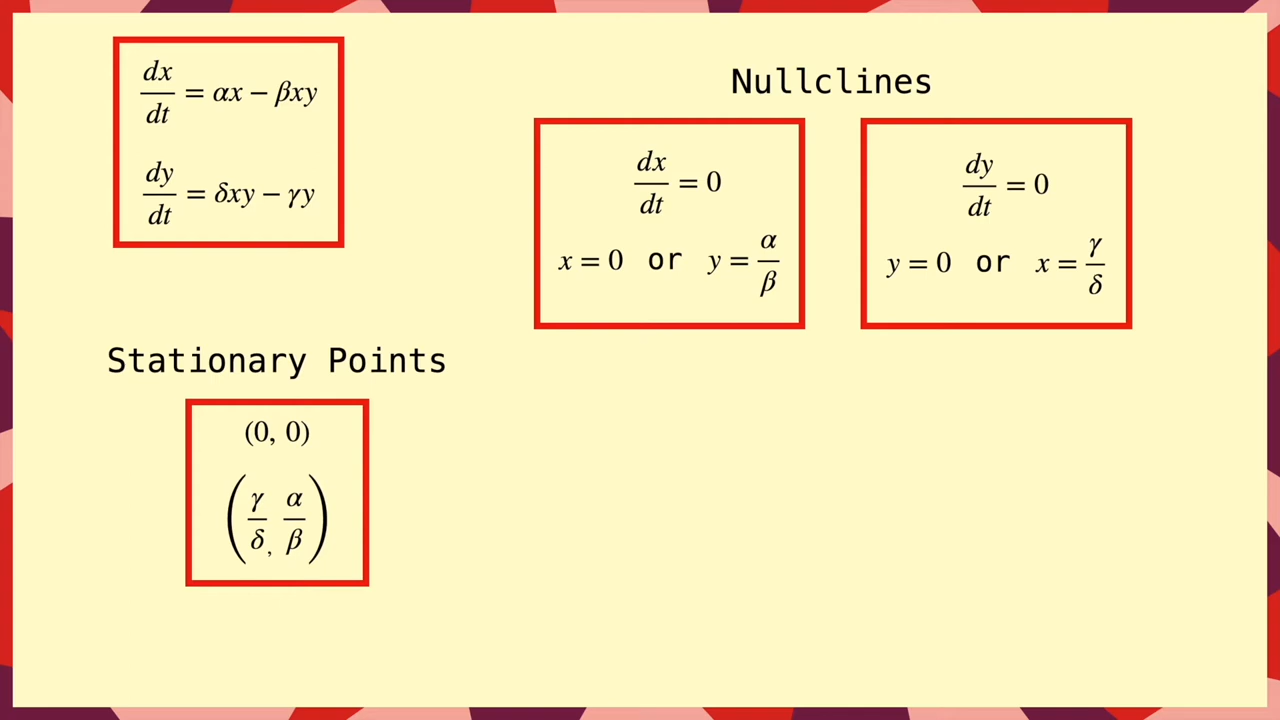 dx/dt = αx − βxy
dy/dt = δxy − γy
Nullclines
dx/dt = 0
x = 0 or y = α/β
dy/dt = 0
y = 0 or x = γ/δ
Stationary Points
(0, 0)
(γ/δ, α/β)